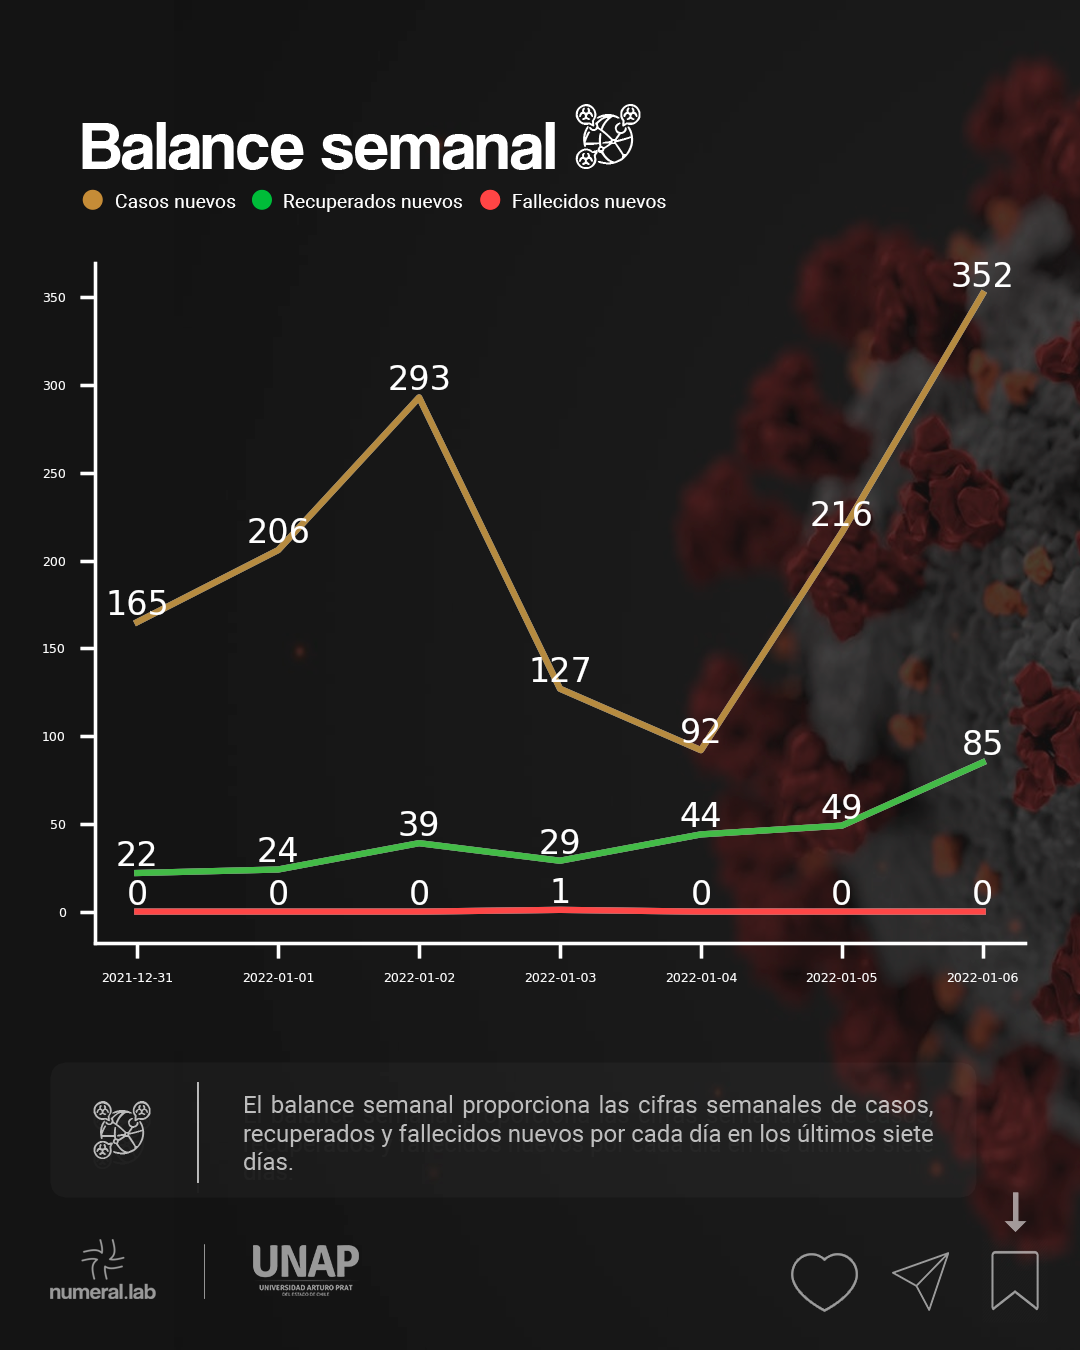 Balance semanal
Casos nuevos Recuperados nuevos Fallecidos nuevos
352
350
300
293
250
216
206
200
165
150
127
100
92
85
50
49
44
39
29
24
22
0 0 0 1 0 0 0
0
2021-12-31 2022-01-01 2022-01-02 2022-01-03 2022-01-04 2022-01-05 2022-01-06
El balance semanal proporciona las cifras semanales de casos,
recuperados y fallecidos nuevos por cada día en los últimos siete
días.
numeral.lab
UNAP
UNIVERSIDAD ARTURO PRAT
DEL ESTADO DE CHILE